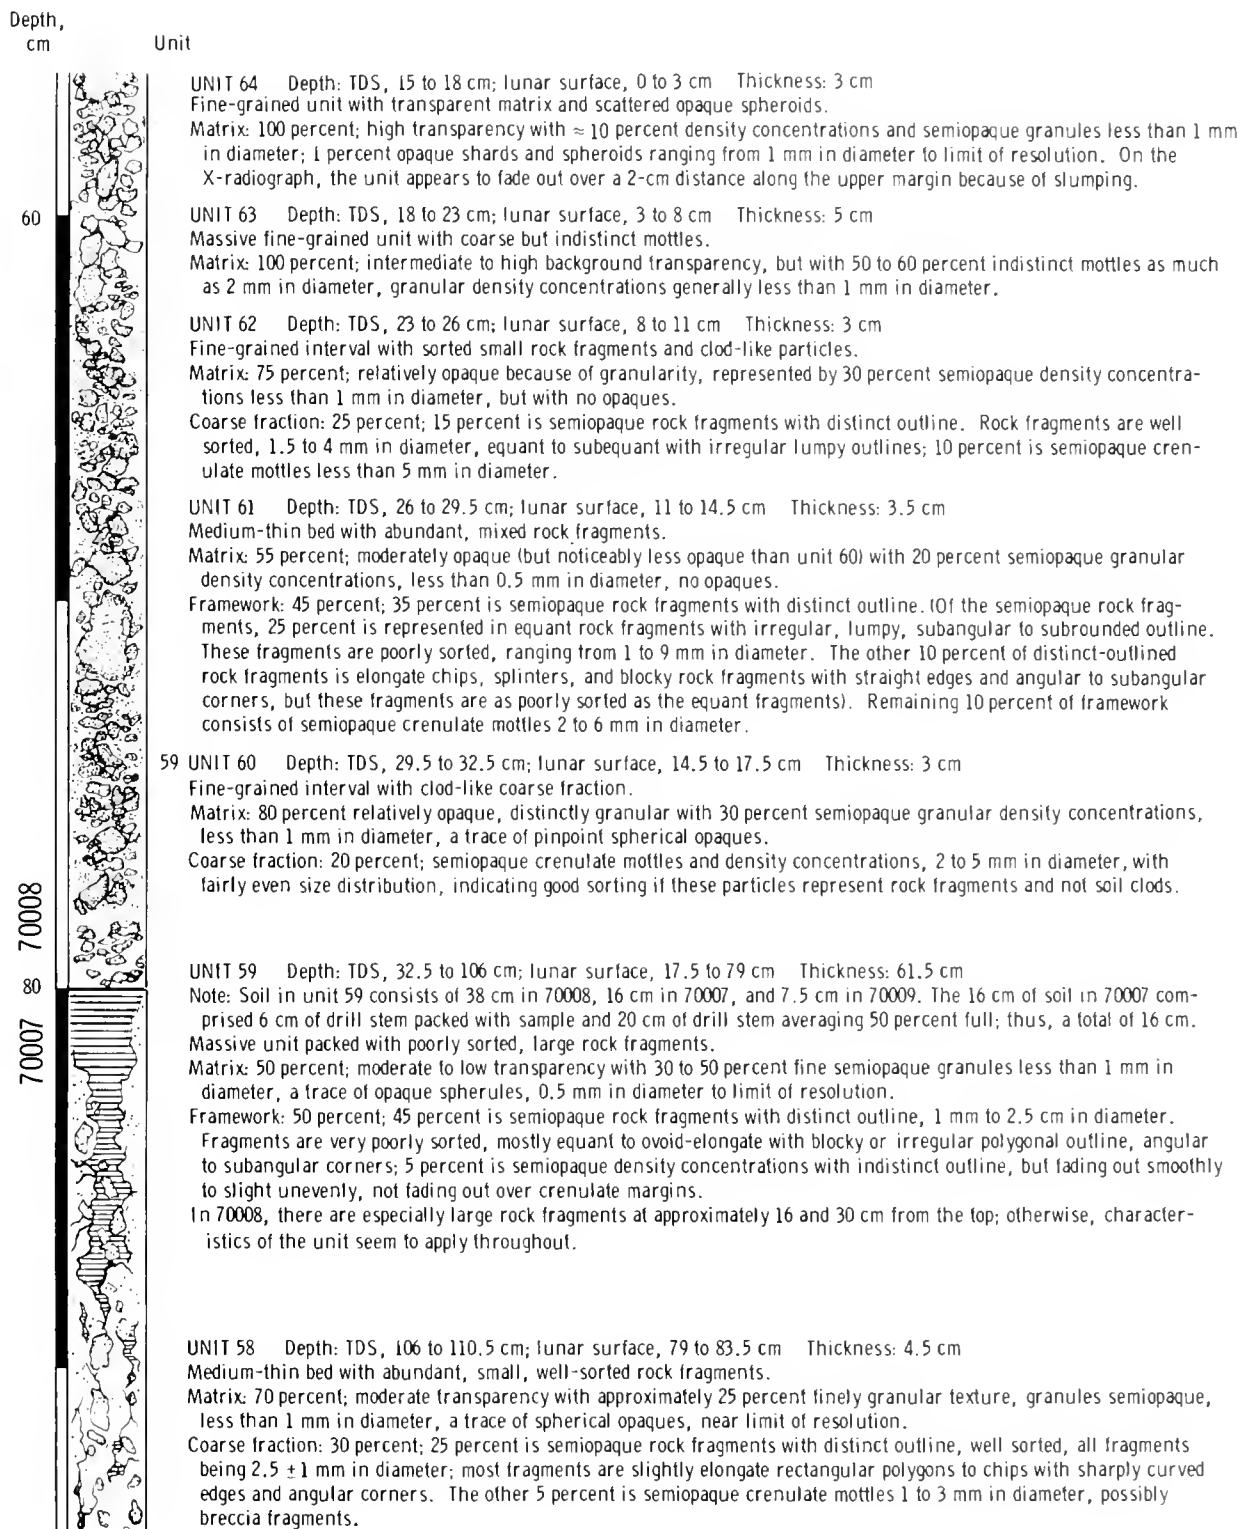 Depth,
cm
Unit
UNIT 64 Depth: TDS, 15 to 18 cm; lunar surface, 0 to 3 cm Thickness: 3 cm
Fine-grained unit with transparent matrix and scattered opaque spheroids.
Matrix: 100 percent; high transparency with ≈ 10 percent density concentrations and semiopaque granules less than 1 mm
in diameter; 1 percent opaque shards and spheroids ranging from 1 mm in diameter to limit of resolution. On the
X-radiograph, the unit appears to fade out over a 2-cm distance along the upper margin because of slumping.
60
UNIT 63 Depth: TDS, 18 to 23 cm; lunar surface, 3 to 8 cm Thickness: 5 cm
Massive fine-grained unit with coarse but indistinct mottles.
Matrix: 100 percent; intermediate to high background transparency, but with 50 to 60 percent indistinct mottles as much
as 2 mm in diameter, granular density concentrations generally less than 1 mm in diameter.
UNIT 62 Depth: TDS, 23 to 26 cm; lunar surface, 8 to 11 cm Thickness: 3 cm
Fine-grained interval with sorted small rock fragments and clod-like particles.
Matrix: 75 percent; relatively opaque because of granularity, represented by 30 percent semiopaque density concentra-
tions less than 1 mm in diameter, but with no opaques.
Coarse fraction: 25 percent; 15 percent is semiopaque rock fragments with distinct outline. Rock fragments are well
sorted, 1.5 to 4 mm in diameter, equant to subequant with irregular lumpy outlines; 10 percent is semiopaque cren-
ulate mottles less than 5 mm in diameter.
UNIT 61 Depth: TDS, 26 to 29.5 cm; lunar surface, 11 to 14.5 cm Thickness: 3.5 cm
Medium-thin bed with abundant, mixed rock fragments.
Matrix: 55 percent; moderately opaque (but noticeably less opaque than unit 60) with 20 percent semiopaque granular
density concentrations, less than 0.5 mm in diameter, no opaques.
Framework: 45 percent; 35 percent is semiopaque rock fragments with distinct outline. (Of the semiopaque rock frag-
ments, 25 percent is represented in equant rock fragments with irregular, lumpy, subangular to subrounded outline.
These fragments are poorly sorted, ranging from 1 to 9 mm in diameter. The other 10 percent of distinct-outlined
rock fragments is elongate chips, splinters, and blocky rock fragments with straight edges and angular to subangular
corners, but these fragments are as poorly sorted as the equant fragments). Remaining 10 percent of framework
consists of semiopaque crenulate mottles 2 to 6 mm in diameter.
59 UNIT 60 Depth: TDS, 29.5 to 32.5 cm; lunar surface, 14.5 to 17.5 cm Thickness: 3 cm
Fine-grained interval with clod-like coarse fraction.
Matrix: 80 percent relatively opaque, distinctly granular with 30 percent semiopaque granular density concentrations,
less than 1 mm in diameter, a trace of pinpoint spherical opaques.
Coarse fraction: 20 percent; semiopaque crenulate mottles and density concentrations, 2 to 5 mm in diameter, with
fairly even size distribution, indicating good sorting if these particles represent rock fragments and not soil clods.
70008
80
70007
UNIT 59 Depth: TDS, 32.5 to 106 cm; lunar surface, 17.5 to 79 cm Thickness: 61.5 cm
Note: Soil in unit 59 consists of 38 cm in 70008, 16 cm in 70007, and 7.5 cm in 70009. The 16 cm of soil in 70007 com-
prised 6 cm of drill stem packed with sample and 20 cm of drill stem averaging 50 percent full; thus, a total of 16 cm.
Massive unit packed with poorly sorted, large rock fragments.
Matrix: 50 percent; moderate to low transparency with 30 to 50 percent fine semiopaque granules less than 1 mm in
diameter, a trace of opaque spherules, 0.5 mm in diameter to limit of resolution.
Framework: 50 percent; 45 percent is semiopaque rock fragments with distinct outline, 1 mm to 2.5 cm in diameter.
Fragments are very poorly sorted, mostly equant to ovoid-elongate with blocky or irregular polygonal outline, angular
to subangular corners; 5 percent is semiopaque density concentrations with indistinct outline, but fading out smoothly
to slight unevenly, not fading out over crenulate margins.
In 70008, there are especially large rock fragments at approximately 16 and 30 cm from the top; otherwise, character-
istics of the unit seem to apply throughout.
UNIT 58 Depth: TDS, 106 to 110.5 cm; lunar surface, 79 to 83.5 cm Thickness: 4.5 cm
Medium-thin bed with abundant, small, well-sorted rock fragments.
Matrix: 70 percent; moderate transparency with approximately 25 percent finely granular texture, granules semiopaque,
less than 1 mm in diameter, a trace of spherical opaques, near limit of resolution.
Coarse fraction: 30 percent; 25 percent is semiopaque rock fragments with distinct outline, well sorted, all fragments
being 2.5 ±1 mm in diameter; most fragments are slightly elongate rectangular polygons to chips with sharply curved
edges and angular corners. The other 5 percent is semiopaque crenulate mottles 1 to 3 mm in diameter, possibly
breccia fragments.